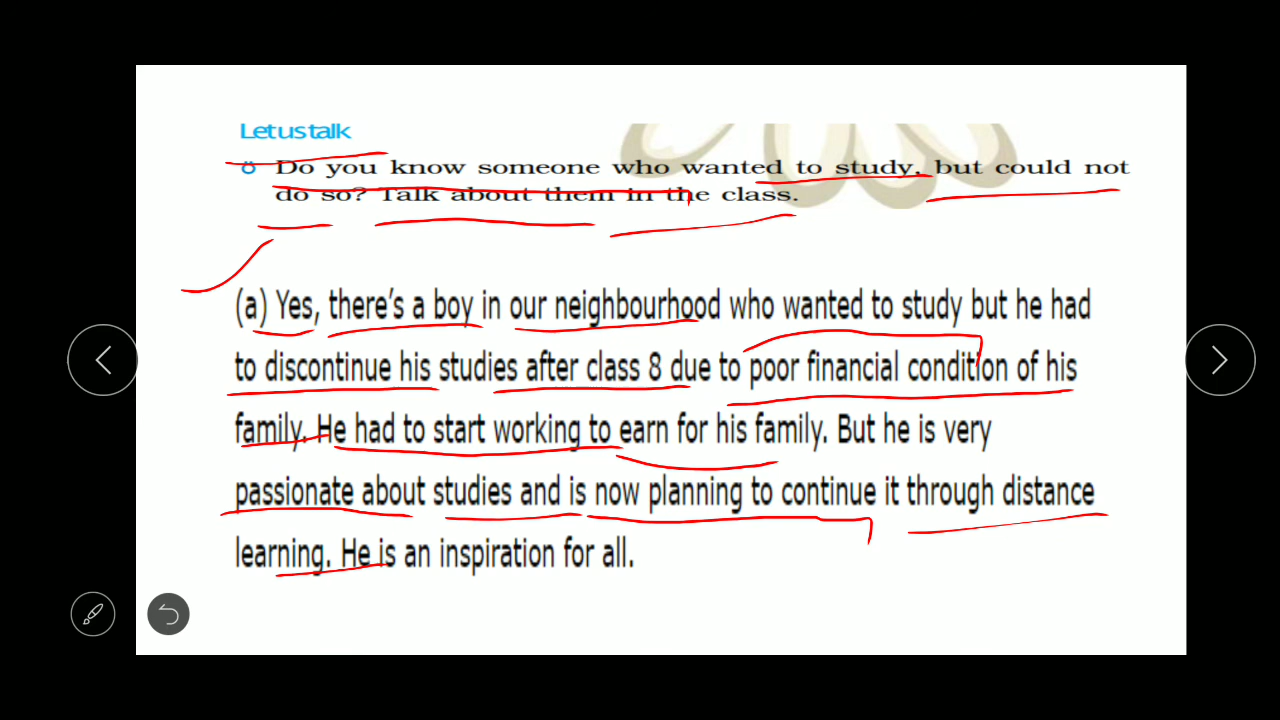 Let us talk
Do you know someone who wanted to study, but could not
do so? Talk about them in the class.
(a) Yes, there's a boy in our neighbourhood who wanted to study but he had
to discontinue his studies after class 8 due to poor financial condition of his
family. He had to start working to earn for his family. But he is very
passionate about studies and is now planning to continue it through distance
learning. He is an inspiration for all.